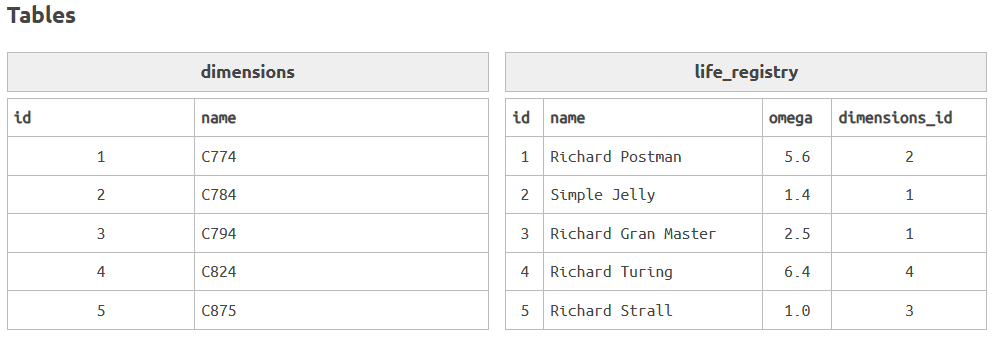 Tables
dimensions life_registry
id name id name omega dimensions_id
1 C774 1 Richard Postman 5.6 2
2 C784 2 Simple Jelly 1.4 1
3 C794 3 Richard Gran Master 2.5 1
4 C824 4 Richard Turing 6.4 4
5 C875 5 Richard Strall 1.0 3